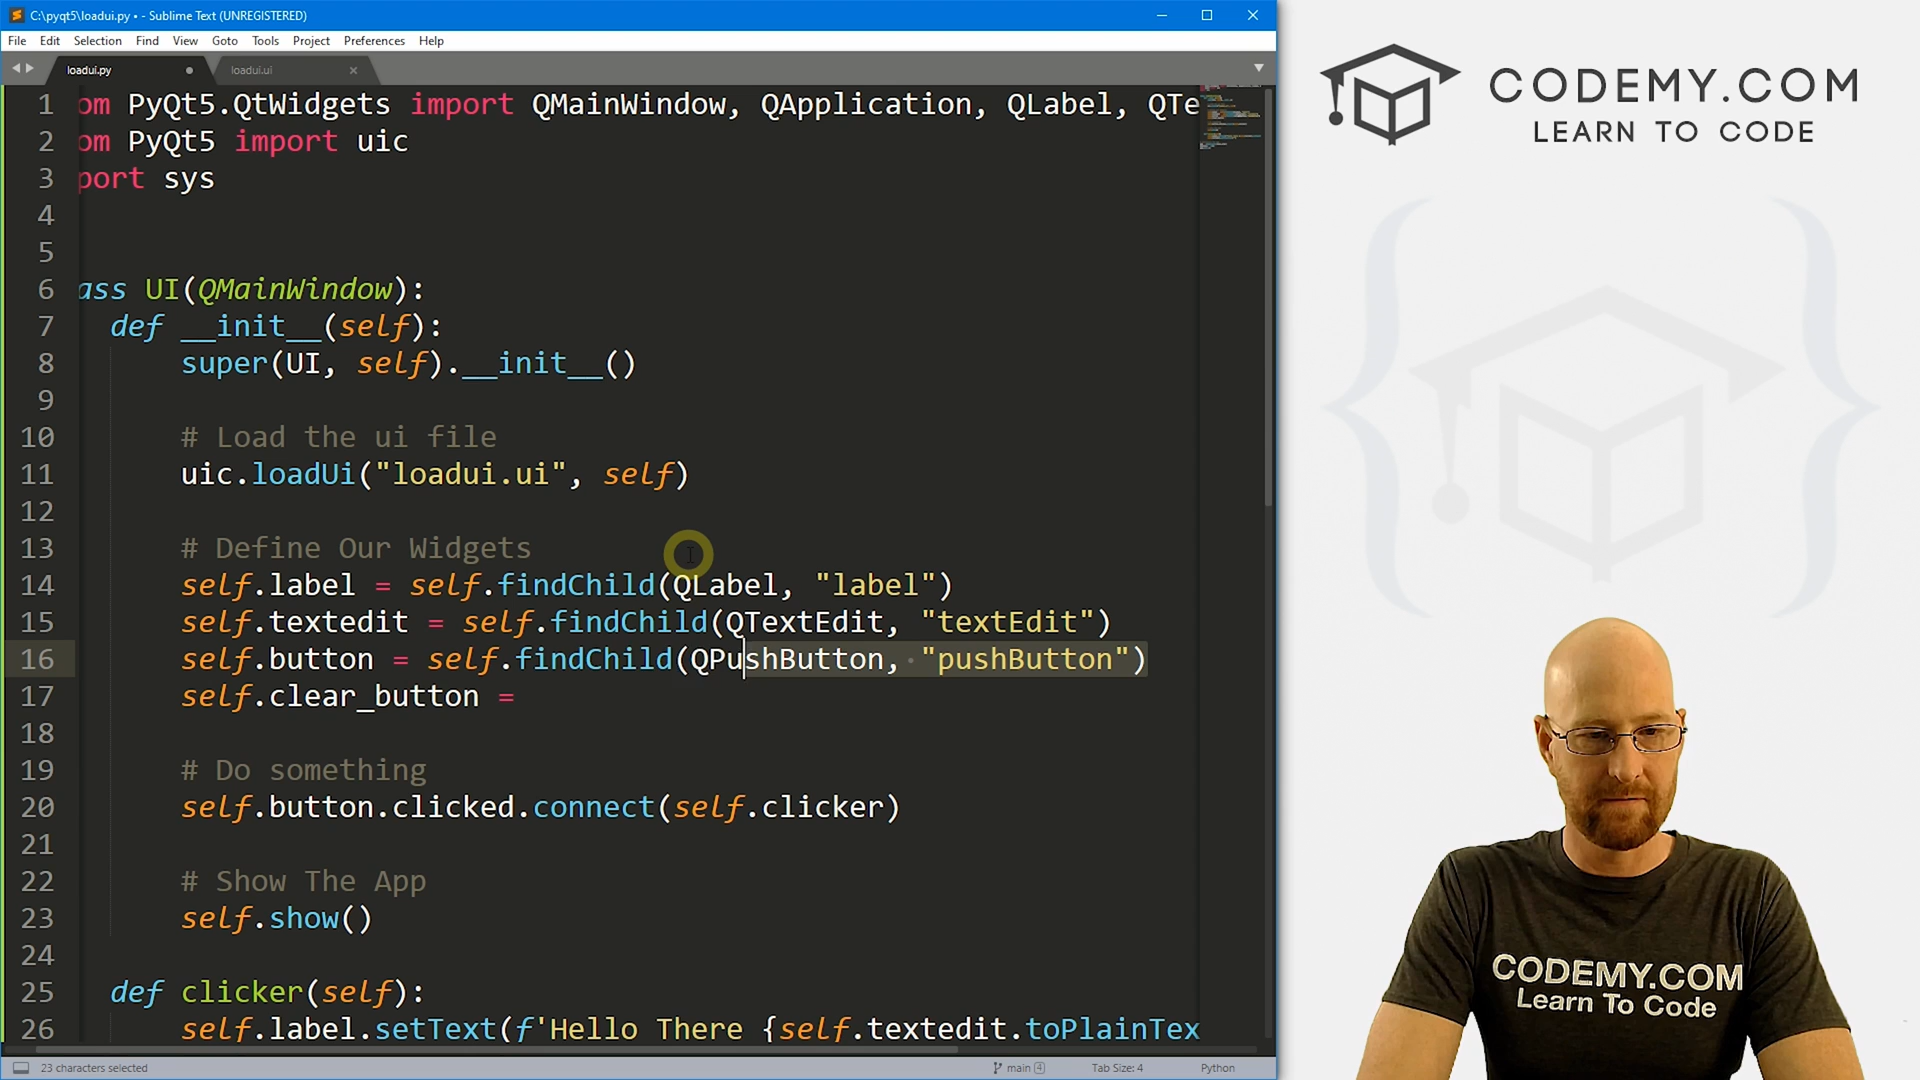 C:\pyqt5\loadui.py • - Sublime Text (UNREGISTERED)
File Edit Selection Find View Goto Tools Project Preferences Help
loadui.py loadui.ui
1 om PyQt5.QtWidgets import QMainWindow, QApplication, QLabel, QTe
2 om PyQt5 import uic
3 port sys
4
5
6 ass UI(QMainWindow):
7 def __init__(self):
8 super(UI, self).__init__()
9
10 # Load the ui file
11 uic.loadUi("loadui.ui", self)
12
13 # Define Our Widgets
14 self.label = self.findChild(QLabel, "label")
15 self.textedit = self.findChild(QTextEdit, "textEdit")
16 self.button = self.findChild(QPushButton, "pushButton")
17 self.clear_button =
18
19 # Do something
20 self.button.clicked.connect(self.clicker)
21
22 # Show The App
23 self.show()
24
25 def clicker(self):
26 self.label.setText(f'Hello There {self.textedit.toPlainTex
23 characters selected
main 4
Tab Size: 4
Python
CODEMY.COM
LEARN TO CODE
CODEMY.COM
Learn To Code